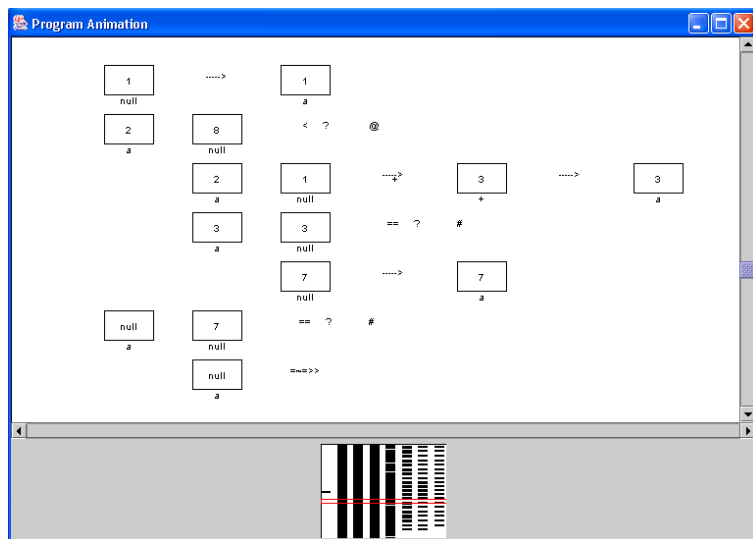 Program Animation
1 -----> 1
null a
2 8 < ? @
a null
2 1 -----> + 3 -----> 3
a null + a
3 3 == ? #
a null
7 -----> 7
null a
null 7 == ? #
a null
null =~=>>
a